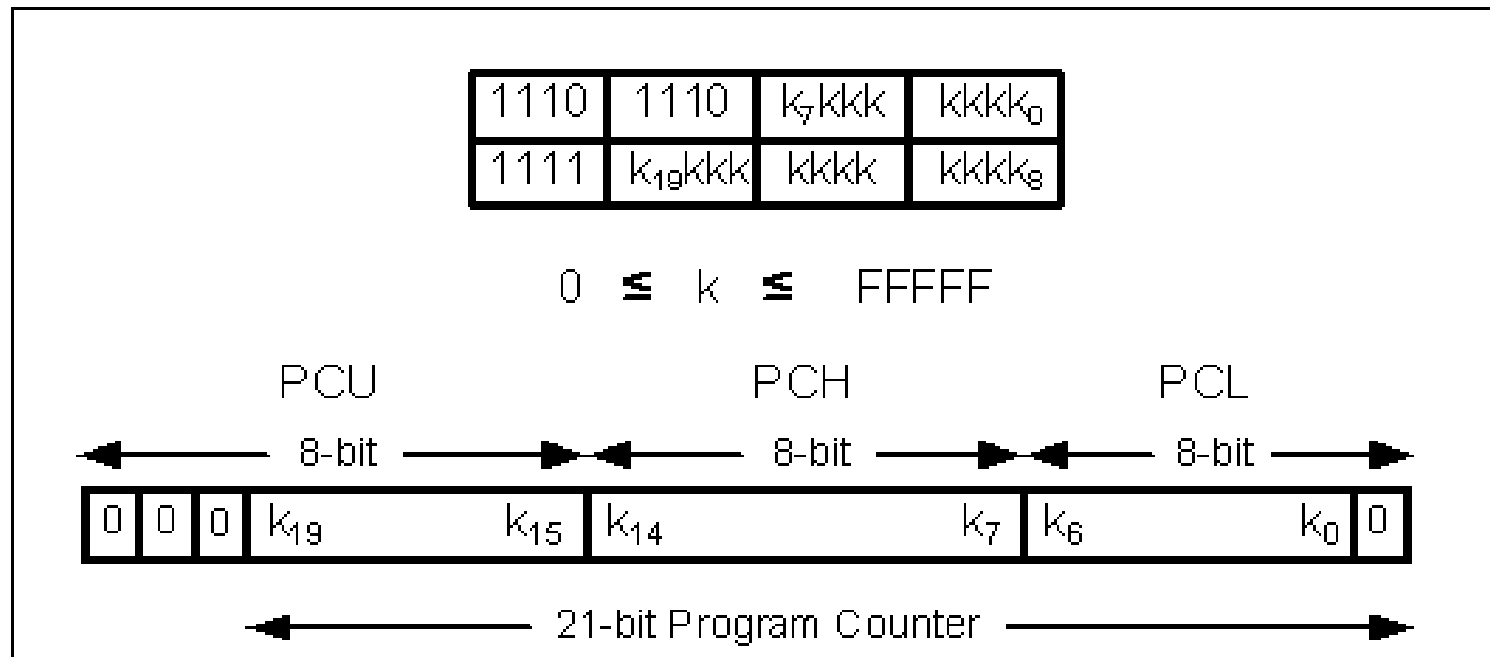 1110 1110 k₇kkk kkkk₀
1111 k₁₉kkk kkkk kkkk₈
0 ≤ k ≤ FFFFF
PCU PCH PCL
8-bit 8-bit 8-bit
0 0 0 k₁₉ k₁₅ k₁₄ k₇ k₆ k₀ 0
21-bit Program Counter